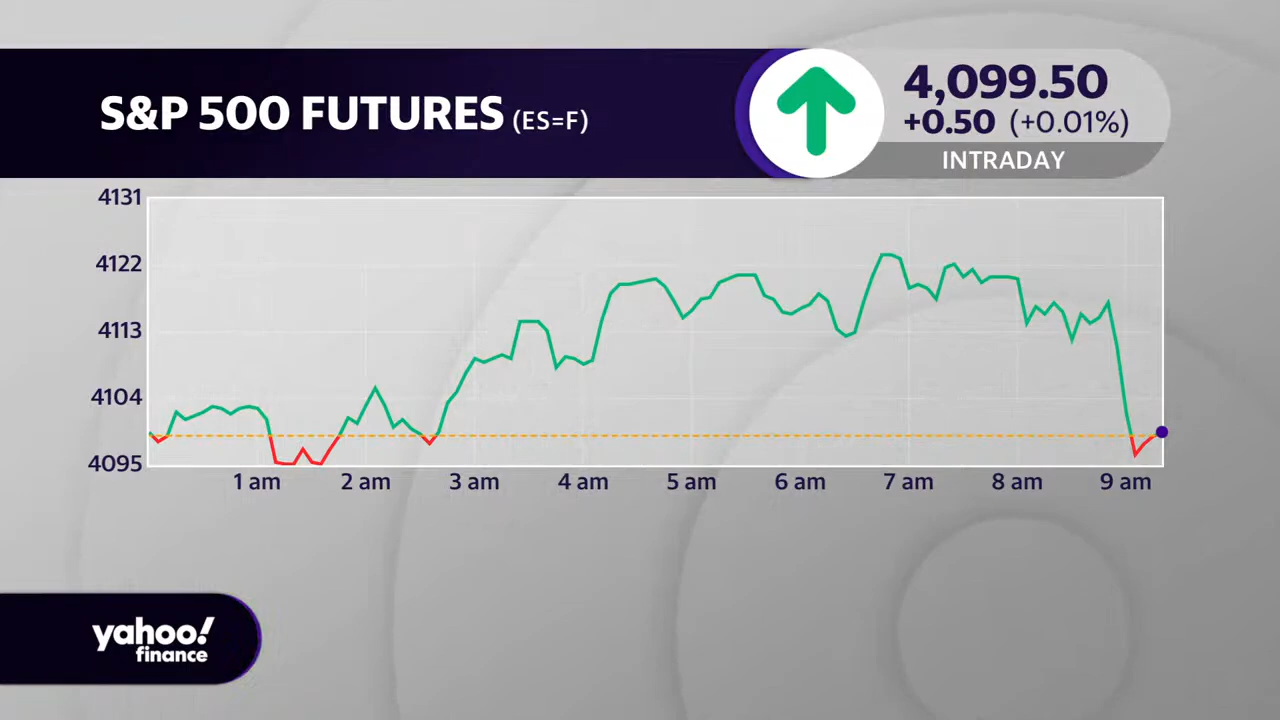 S&P 500 FUTURES (ES=F)
4,099.50
+0.50 (+0.01%)
INTRADAY
4131
4122
4113
4104
4095
1 am 2 am 3 am 4 am 5 am 6 am 7 am 8 am 9 am
yahoo!
finance